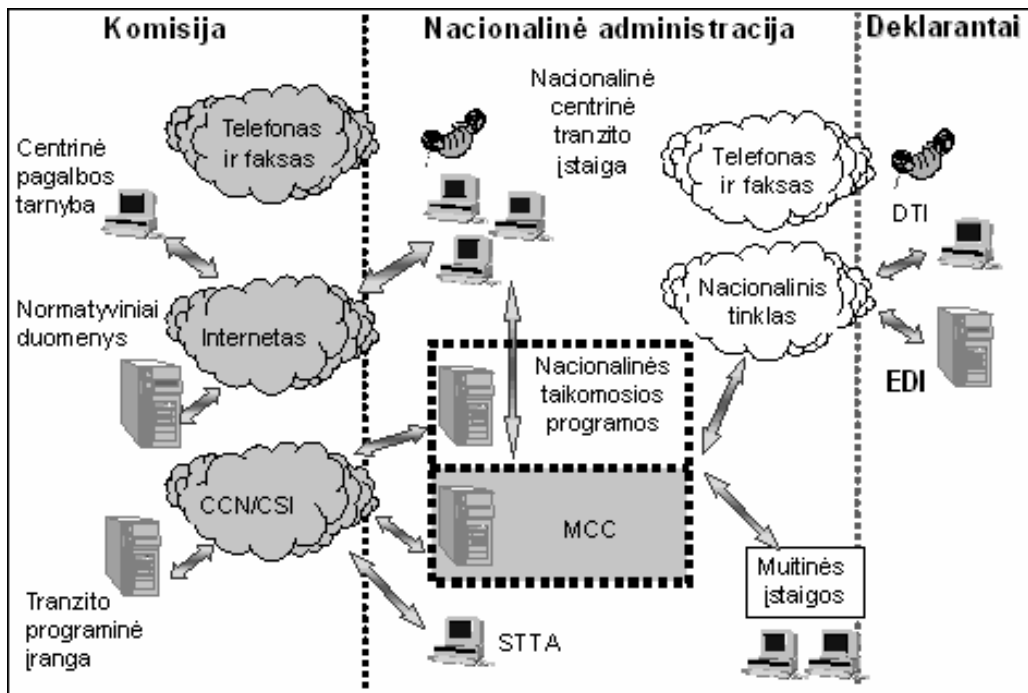 Komisija
Nacionalinė administracija
Deklarantai
Centrinė
pagalbos
tarnyba
Telefonas
ir faksas
Nacionalinė
centrinė
tranzito
įstaiga
Telefonas
ir faksas
DTI
Normatyviniai
duomenys
Internetas
Nacionalinis
tinklas
EDI
Nacionalinės
taikomosios
programos
CCN/CSI
MCC
Tranzito
programinė
įranga
STTA
Muitinės
įstaigos